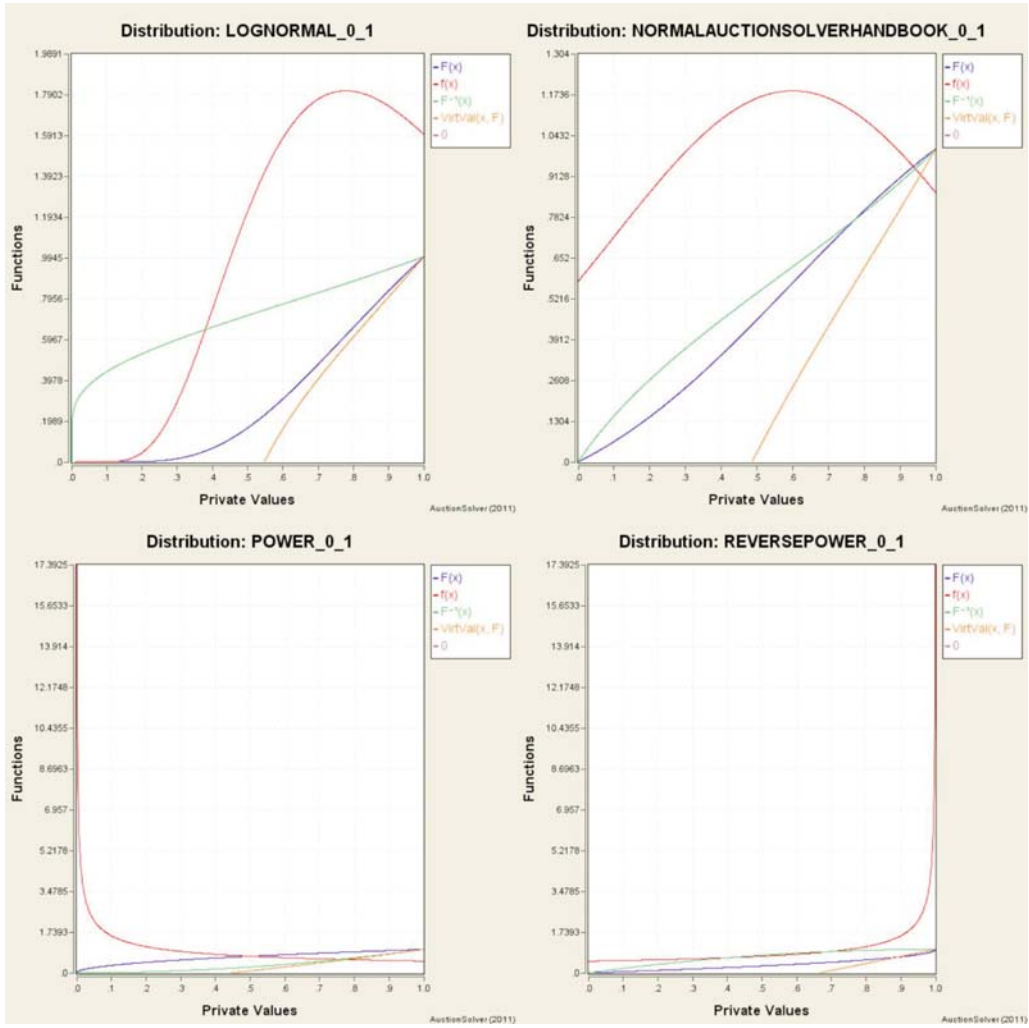 Distribution: LOGNORMAL_0_1
1.9891
1.7902
1.5913
1.3923
1.1934
.9945
.7956
.5967
.3978
.1989
.0
Functions
.0 .1 .2 .3 .4 .5 .6 .7 .8 .9 1.0
Private Values
F(x)
f(x)
VirtVal(x, F)
0
AuctionSolver (2011)
Distribution: NORMALAUCTIONSOLVERHANDBOOK_0_1
1.304
1.1736
1.0432
.9128
.7824
.652
.5216
.3912
.2608
.1304
.0
Functions
.0 .1 .2 .3 .4 .5 .6 .7 .8 .9 1.0
Private Values
F(x)
f(x)
VirtVal(x, F)
0
AuctionSolver (2011)
Distribution: POWER_0_1
17.3925
15.6533
13.914
12.1748
10.4355
8.6963
6.957
5.2178
3.4785
1.7393
.0
Functions
.0 .1 .2 .3 .4 .5 .6 .7 .8 .9 1.0
Private Values
F(x)
f(x)
VirtVal(x, F)
0
AuctionSolver (2011)
Distribution: REVERSEPOWER_0_1
17.3925
15.6533
13.914
12.1748
10.4355
8.6963
6.957
5.2178
3.4785
1.7393
.0
Functions
.0 .1 .2 .3 .4 .5 .6 .7 .8 .9 1.0
Private Values
F(x)
f(x)
VirtVal(x, F)
0
AuctionSolver (2011)